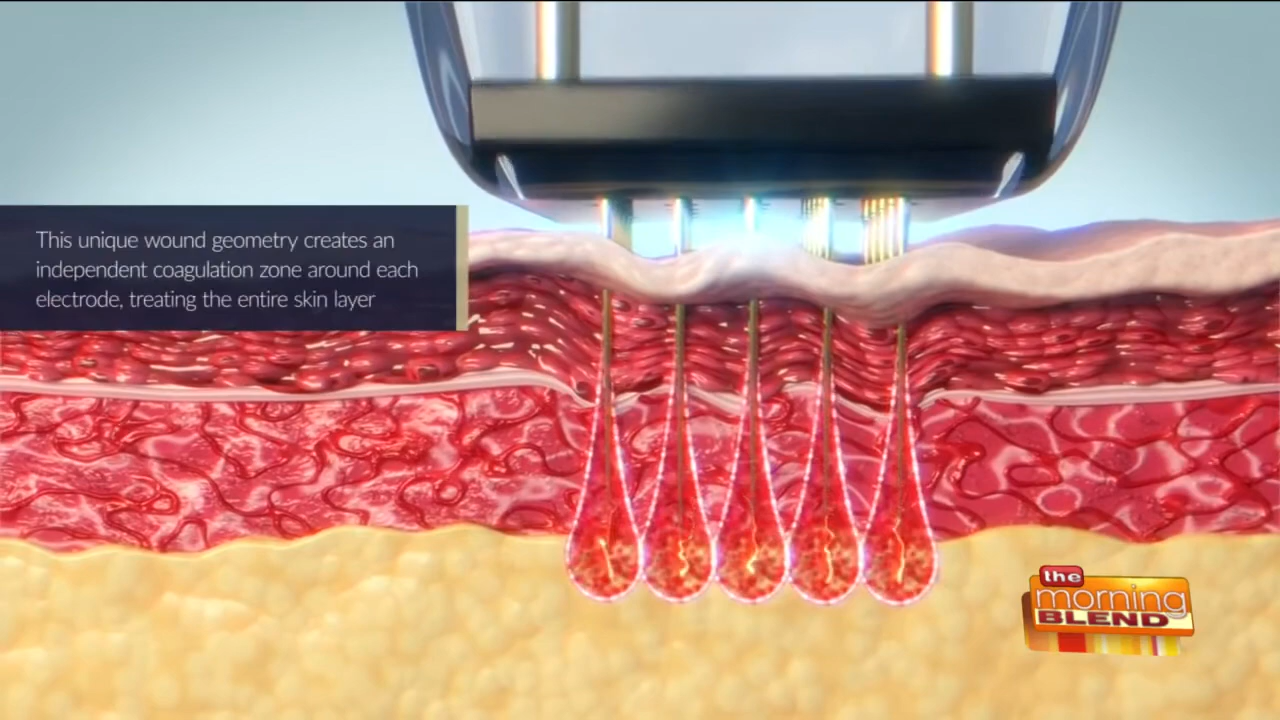 This unique wound geometry creates an
independent coagulation zone around each
electrode, treating the entire skin layer
the
morning
BLEND